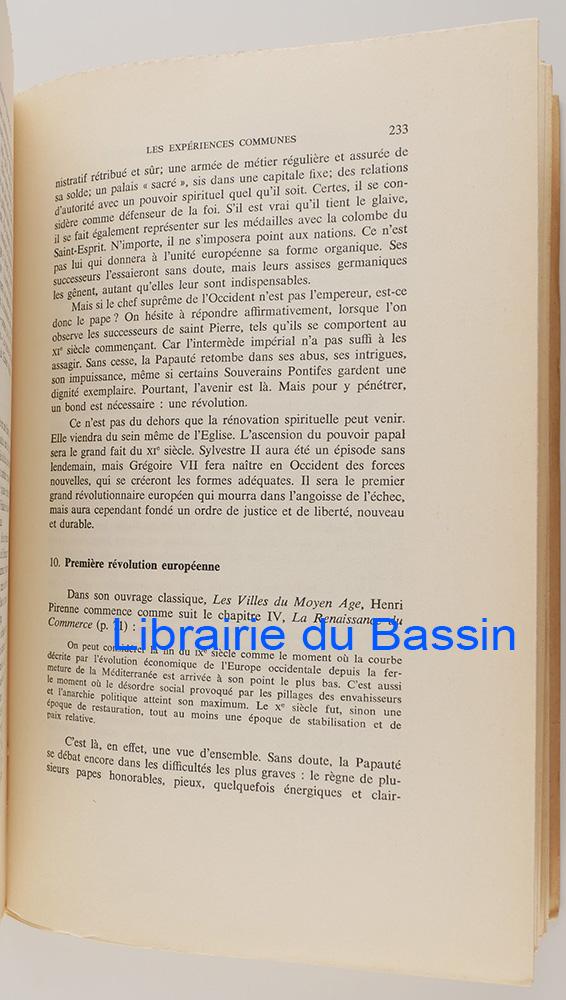 LES EXPÉRIENCES COMMUNES 233
nistratif rétribué et sûr; une armée de métier régulière et assurée de
sa solde; un palais « sacré », sis dans une capitale fixe; des relations
d'autorité avec un pouvoir spirituel quel qu'il soit. Certes, il se con-
sidère comme défenseur de la foi. S'il est vrai qu'il tient le glaive,
il se fait également représenter sur les médailles avec la colombe du
Saint-Esprit. N'importe, il ne s'imposera point aux nations. Ce n'est
pas lui qui donnera à l'unité européenne sa forme organique. Ses
successeurs l'essaieront sans doute, mais leurs assises germaniques
les gênent, autant qu'elles leur sont indispensables.
Mais si le chef suprême de l'Occident n'est pas l'empereur, est-ce
donc le pape ? On hésite à répondre affirmativement, lorsque l'on
observe les successeurs de saint Pierre, tels qu'ils se comportent au
XIe siècle commençant. Car l'intermède impérial n'a pas suffi à les
assagir. Sans cesse, la Papauté retombe dans ses abus, ses intrigues,
son impuissance, même si certains Souverains Pontifes gardent une
dignité exemplaire. Pourtant, l'avenir est là. Mais pour y pénétrer,
un bond est nécessaire : une révolution.
Ce n'est pas du dehors que la rénovation spirituelle peut venir.
Elle viendra du sein même de l'Eglise. L'ascension du pouvoir papal
sera le grand fait du XIe siècle. Sylvestre II aura été un épisode sans
lendemain, mais Grégoire VII fera naître en Occident des forces
nouvelles, qui se créeront les formes adéquates. Il sera le premier
grand révolutionnaire européen qui mourra dans l'angoisse de l'échec,
mais aura cependant fondé un ordre de justice et de liberté, nouveau
et durable.
10. Première révolution européenne
Dans son ouvrage classique, Les Villes du Moyen Age, Henri
Pirenne commence comme suit le chapitre IV, La Renaissance du
Commerce (p. 71) :
Librairie du Bassin
On peut considérer la fin du IXe siècle comme le moment où la courbe
décrite par l'évolution économique de l'Europe occidentale depuis la fer-
meture de la Méditerranée est arrivée à son point le plus bas. C'est aussi
le moment où le désordre social provoqué par les pillages des envahisseurs
et l'anarchie politique atteint son maximum. Le Xe siècle fut, sinon une
époque de restauration, tout au moins une époque de stabilisation et de
paix relative.
C'est là, en effet, une vue d'ensemble. Sans doute, la Papauté
se débat encore dans les difficultés les plus graves : le règne de plu-
sieurs papes honorables, pieux, quelquefois énergiques et clair-